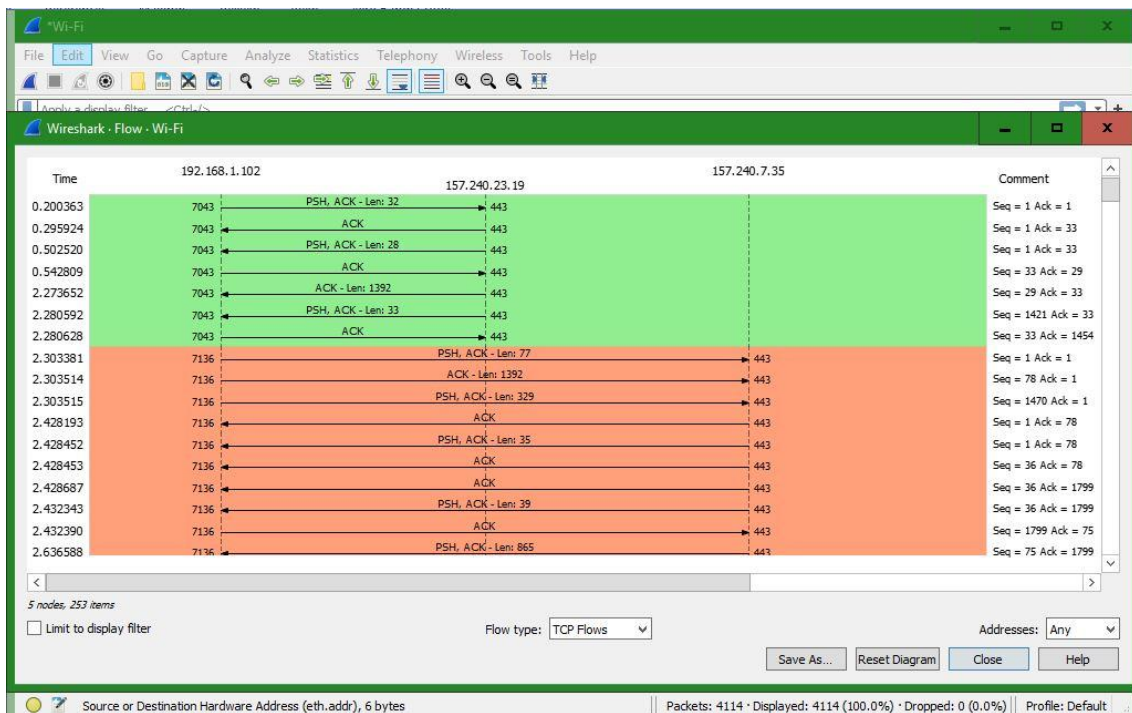 *Wi-Fi
File Edit View Go Capture Analyze Statistics Telephony Wireless Tools Help
Apply a display filter ... <Ctrl-/>
Wireshark · Flow · Wi-Fi
Time 192.168.1.102 157.240.23.19 157.240.7.35 Comment
0.200363 7043 PSH, ACK - Len: 32 443 Seq = 1 Ack = 1
0.295924 7043 ACK 443 Seq = 1 Ack = 33
0.502520 7043 PSH, ACK - Len: 28 443 Seq = 1 Ack = 33
0.542809 7043 ACK 443 Seq = 33 Ack = 29
2.273652 7043 ACK - Len: 1392 443 Seq = 29 Ack = 33
2.280592 7043 PSH, ACK - Len: 33 443 Seq = 1421 Ack = 33
2.280628 7043 ACK 443 Seq = 33 Ack = 1454
2.303381 7136 PSH, ACK - Len: 77 443 Seq = 1 Ack = 1
2.303514 7136 ACK - Len: 1392 443 Seq = 78 Ack = 1
2.303515 7136 PSH, ACK - Len: 329 443 Seq = 1470 Ack = 1
2.428193 7136 ACK 443 Seq = 1 Ack = 78
2.428452 7136 PSH, ACK - Len: 35 443 Seq = 1 Ack = 78
2.428453 7136 ACK 443 Seq = 36 Ack = 78
2.428687 7136 ACK 443 Seq = 36 Ack = 1799
2.432343 7136 PSH, ACK - Len: 39 443 Seq = 36 Ack = 1799
2.432390 7136 ACK 443 Seq = 1799 Ack = 75
2.636588 7136 PSH, ACK - Len: 865 443 Seq = 75 Ack = 1799
5 nodes, 253 items
Limit to display filter Flow type: TCP Flows Addresses: Any
Save As... Reset Diagram Close Help
Source or Destination Hardware Address (eth.addr), 6 bytes Packets: 4114 · Displayed: 4114 (100.0%) · Dropped: 0 (0.0%) Profile: Default